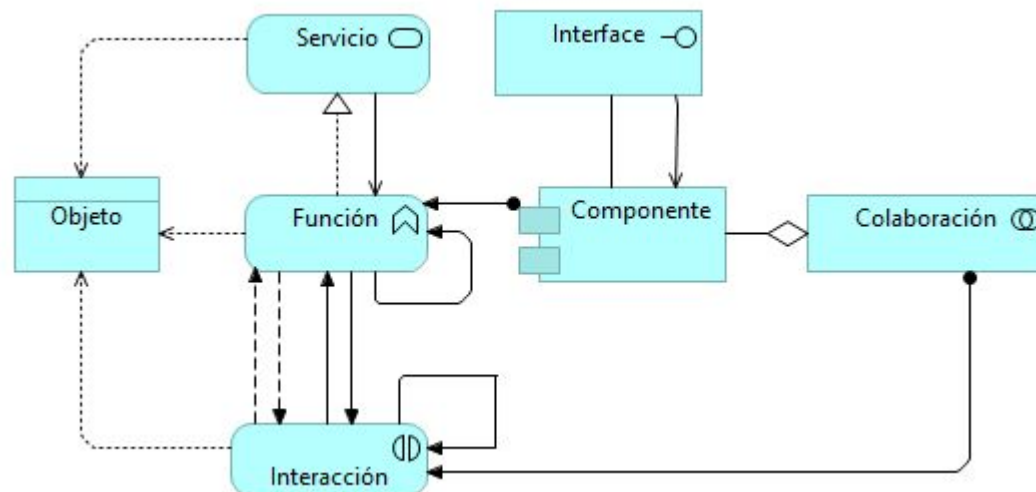 Servicio
Interface
Objeto
Función
Componente
Colaboración
Interacción